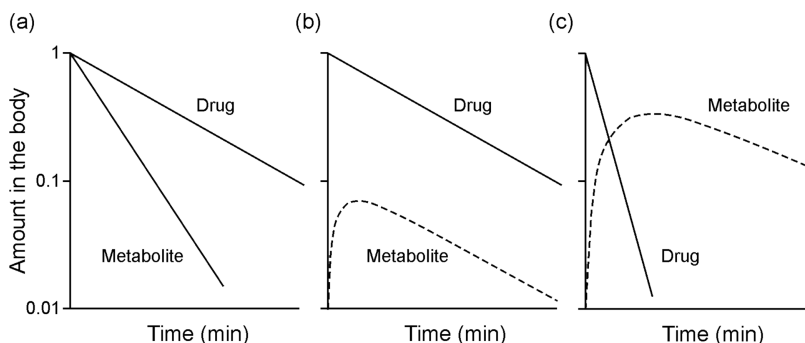 (a)
(b)
(c)
Amount in the body
1
0.1
0.01
Drug
Metabolite
Time (min)
Drug
Metabolite
Time (min)
Metabolite
Drug
Time (min)